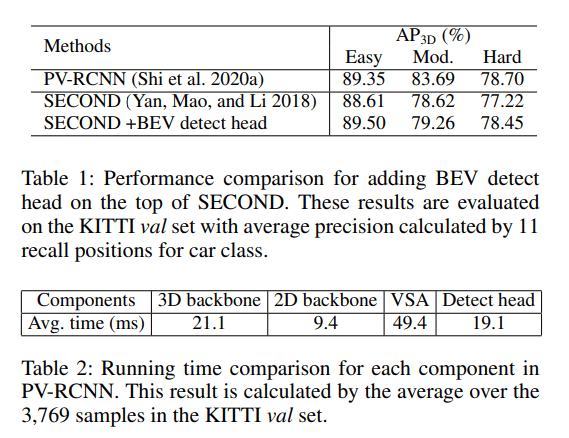 Methods AP3D (%)
Easy Mod. Hard
PV-RCNN (Shi et al. 2020a) 89.35 83.69 78.70
SECOND (Yan, Mao, and Li 2018) 88.61 78.62 77.22
SECOND +BEV detect head 89.50 79.26 78.45
Table 1: Performance comparison for adding BEV detect
head on the top of SECOND. These results are evaluated
on the KITTI val set with average precision calculated by 11
recall positions for car class.
Components 3D backbone 2D backbone VSA Detect head
Avg. time (ms) 21.1 9.4 49.4 19.1
Table 2: Running time comparison for each component in
PV-RCNN. This result is calculated by the average over the
3,769 samples in the KITTI val set.